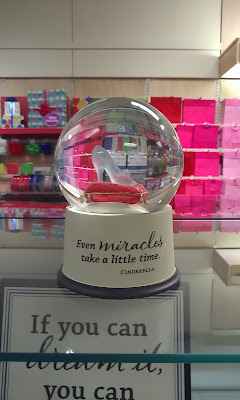 Even miracles
take a little time.
CINDERELLA
If you can
dream it,
you can